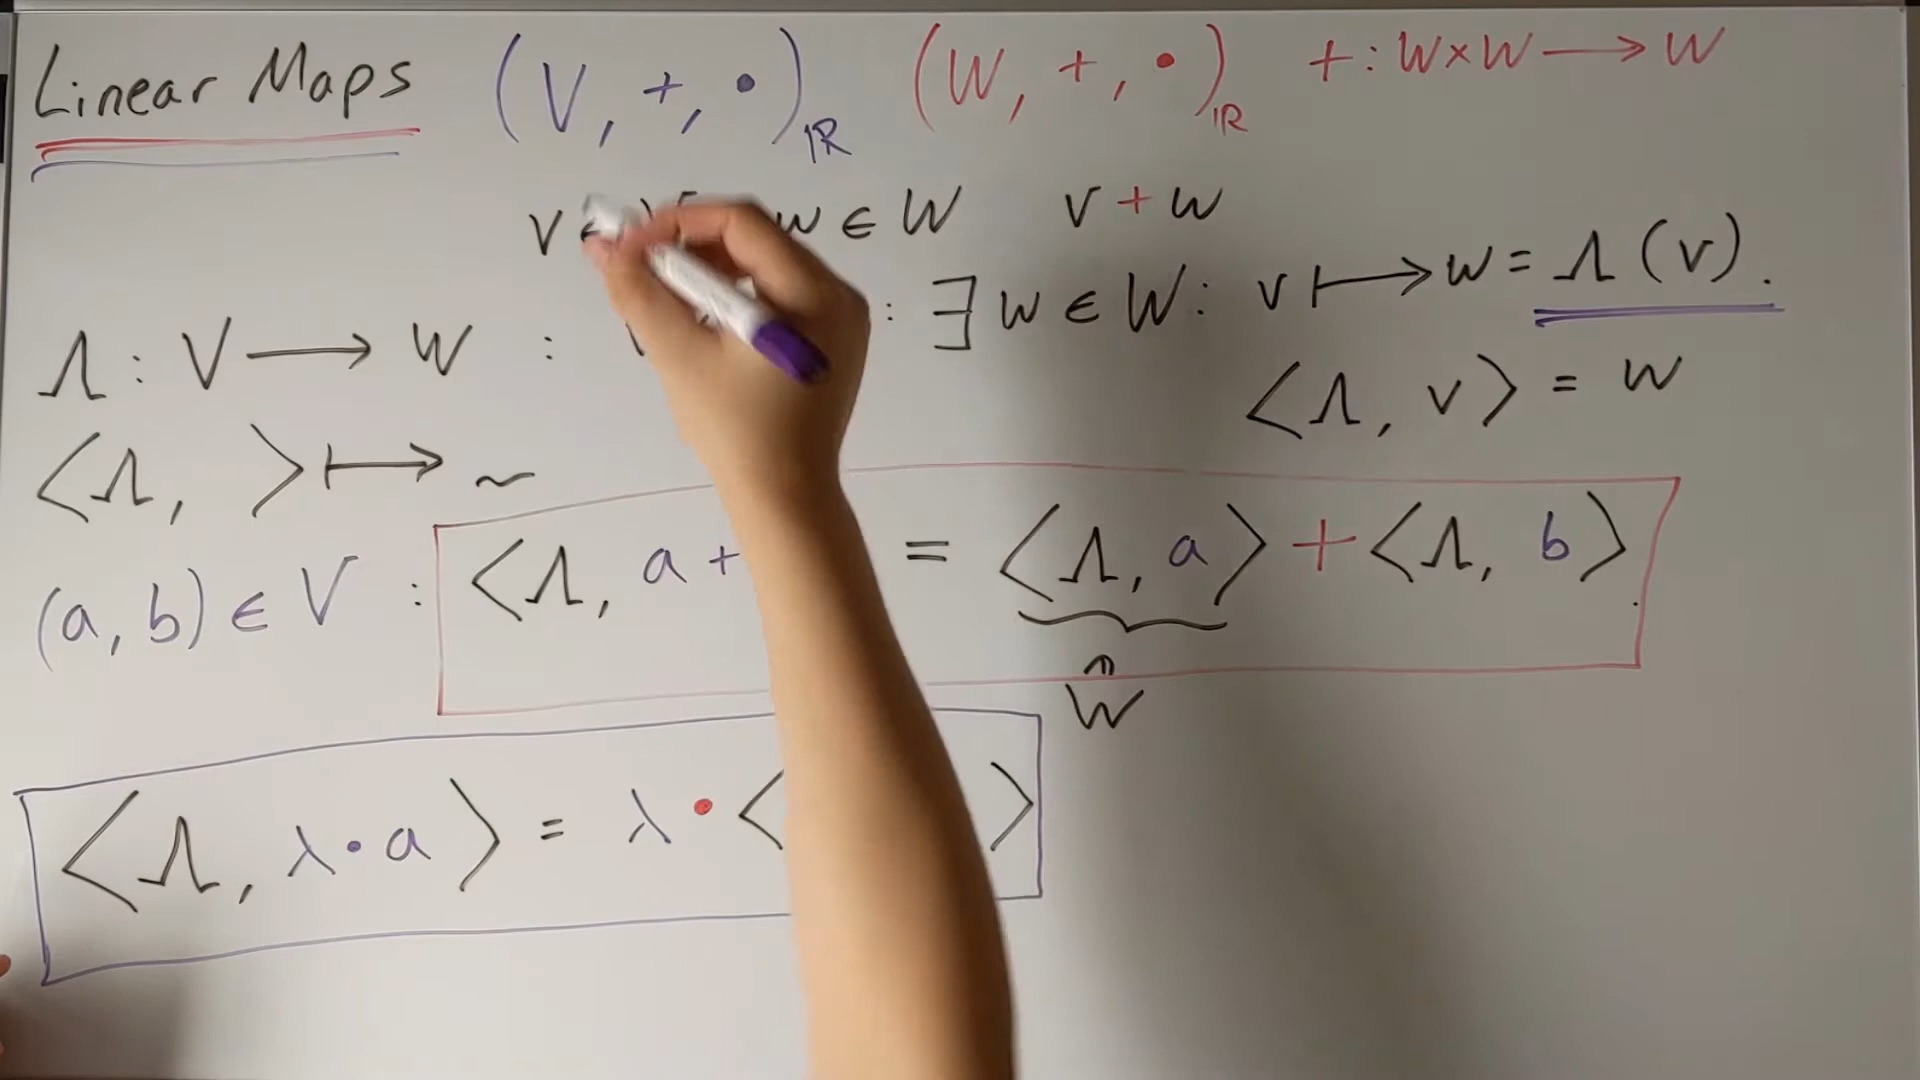 Linear Maps (V, +, •)ℝ (W, +, •)ℝ + : W×W ⟶ W
v w ∈ W v + w
Λ : V ⟶ W : : ∃ w ∈ W : v ⟼ w = Λ(v).
⟨Λ, v⟩ = w
⟨Λ, ⟩ ⟼ ~
(a, b) ∈ V : ⟨Λ, a + = ⟨Λ, a⟩ + ⟨Λ, b⟩
W
⟨Λ, λ • a⟩ = λ • ⟨ ⟩